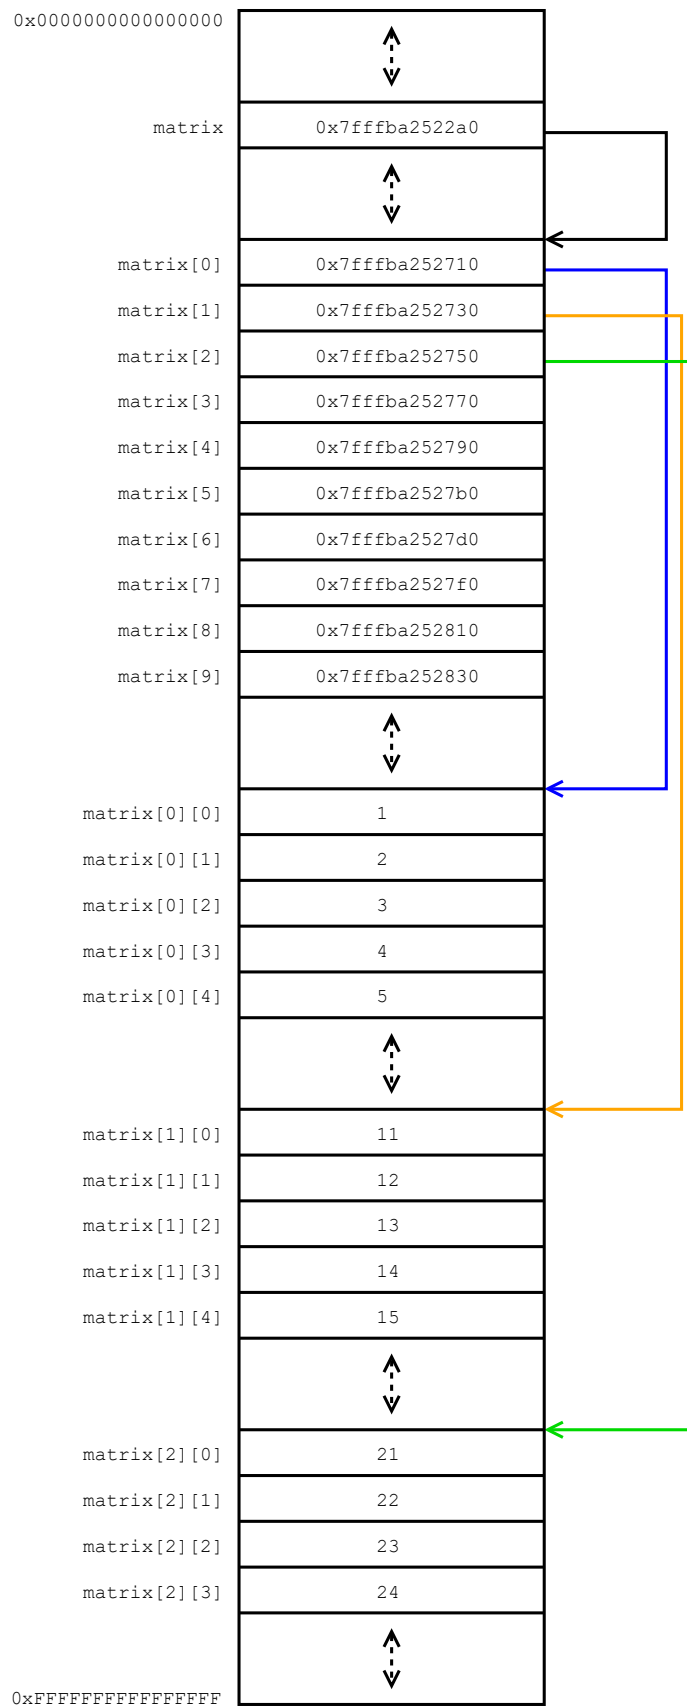 0x0000000000000000
matrix 0x7fffba2522a0
matrix[0] 0x7fffba252710
matrix[1] 0x7fffba252730
matrix[2] 0x7fffba252750
matrix[3] 0x7fffba252770
matrix[4] 0x7fffba252790
matrix[5] 0x7fffba2527b0
matrix[6] 0x7fffba2527d0
matrix[7] 0x7fffba2527f0
matrix[8] 0x7fffba252810
matrix[9] 0x7fffba252830
matrix[0][0] 1
matrix[0][1] 2
matrix[0][2] 3
matrix[0][3] 4
matrix[0][4] 5
matrix[1][0] 11
matrix[1][1] 12
matrix[1][2] 13
matrix[1][3] 14
matrix[1][4] 15
matrix[2][0] 21
matrix[2][1] 22
matrix[2][2] 23
matrix[2][3] 24
0xFFFFFFFFFFFFFFFF